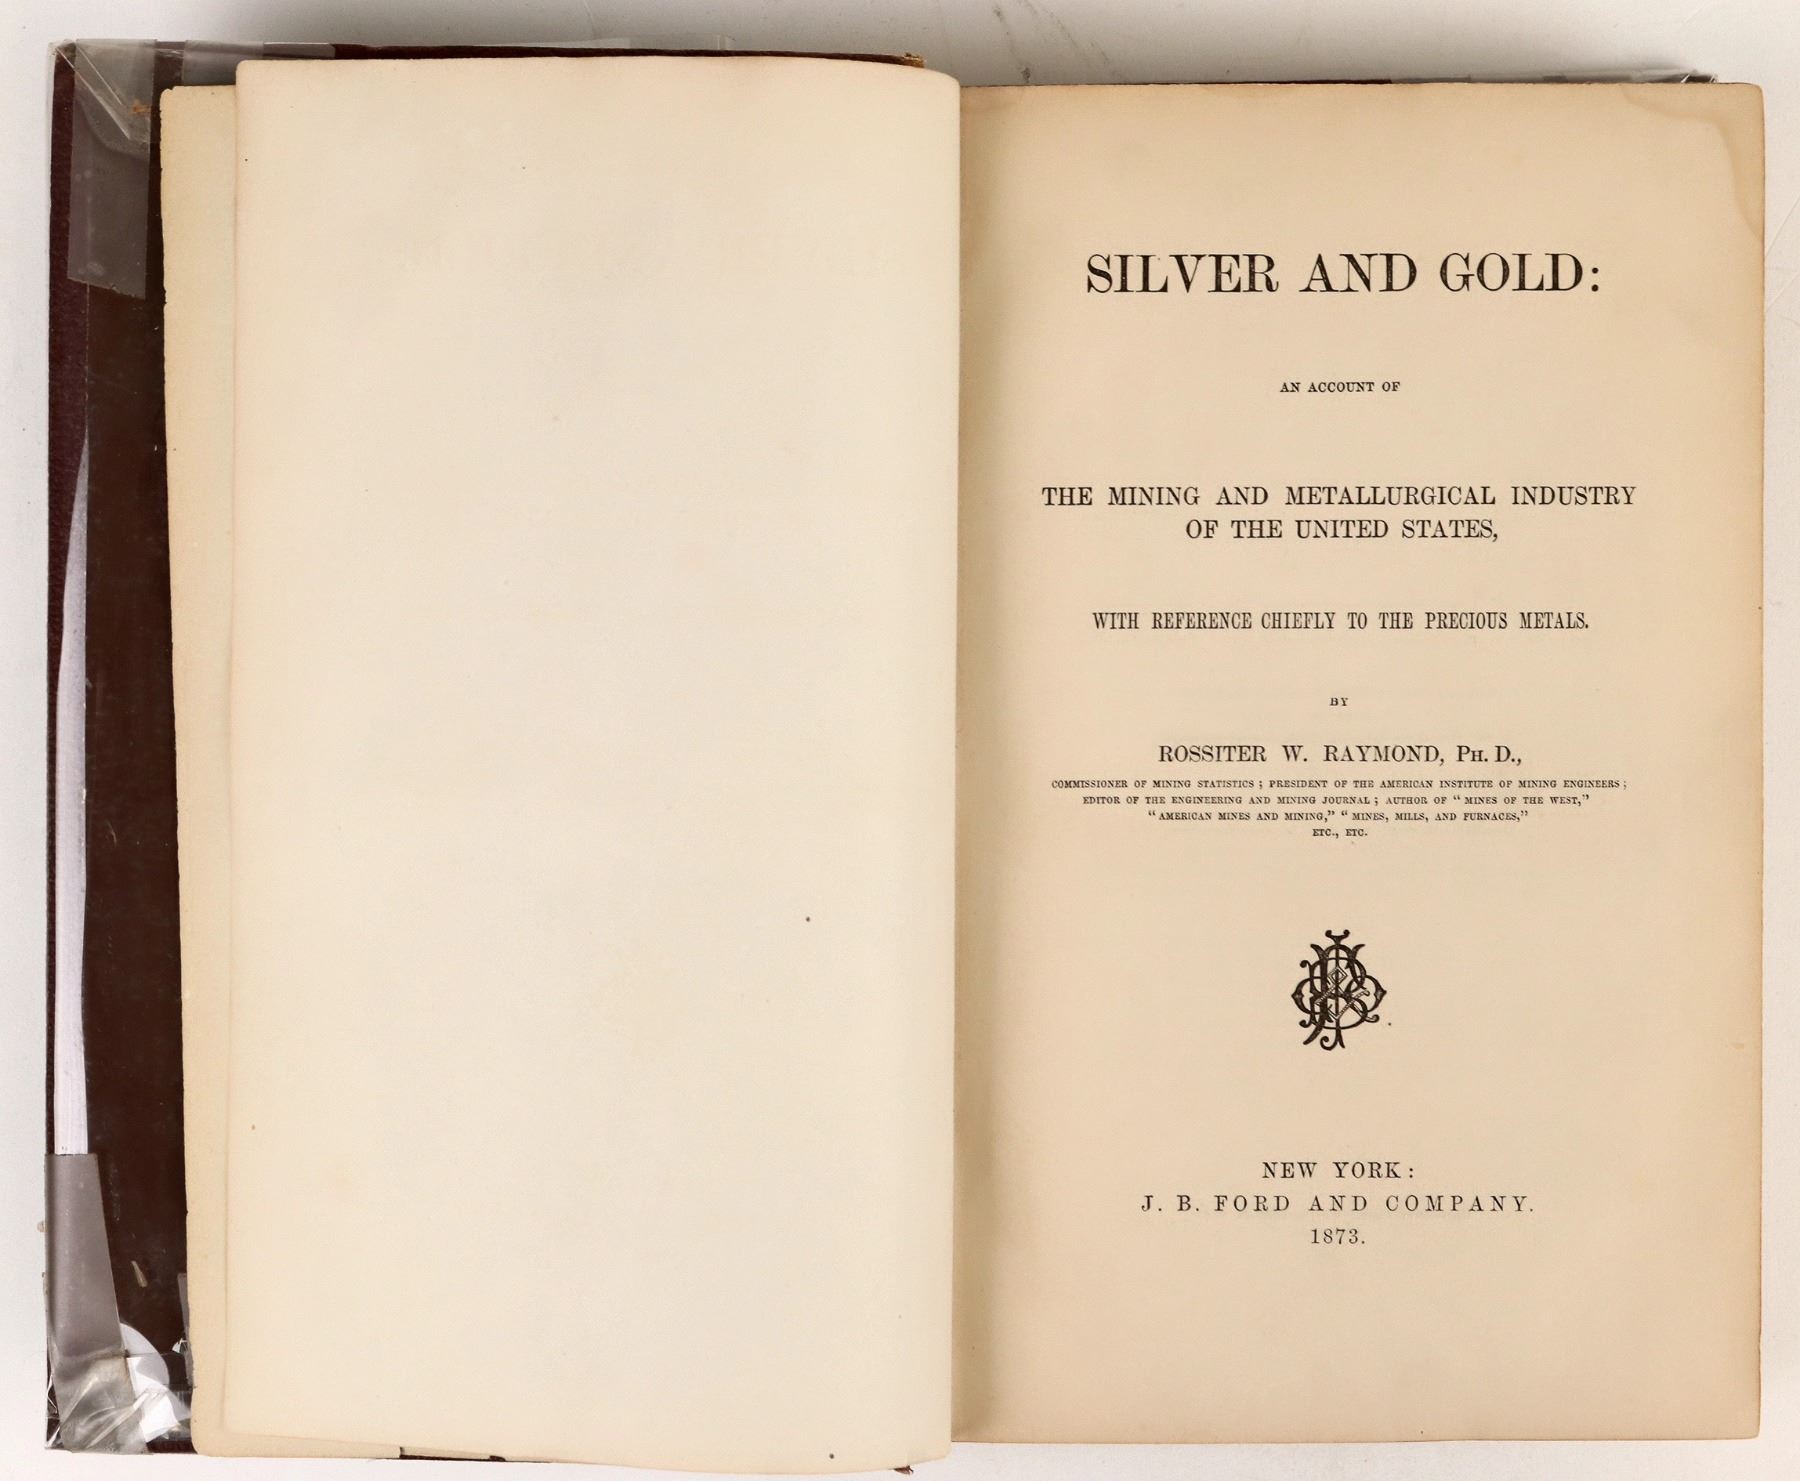 SILVER AND GOLD:
AN ACCOUNT OF
THE MINING AND METALLURGICAL INDUSTRY
OF THE UNITED STATES,
WITH REFERENCE CHIEFLY TO THE PRECIOUS METALS.
BY
ROSSITER W. RAYMOND, PH. D.,
COMMISSIONER OF MINING STATISTICS; PRESIDENT OF THE AMERICAN INSTITUTE OF MINING ENGINEERS;
EDITOR OF THE ENGINEERING AND MINING JOURNAL; AUTHOR OF "MINES OF THE WEST,"
"AMERICAN MINES AND MINING," "MINES, MILLS, AND FURNACES,"
ETC., ETC.
NEW YORK:
J. B. FORD AND COMPANY.
1873.